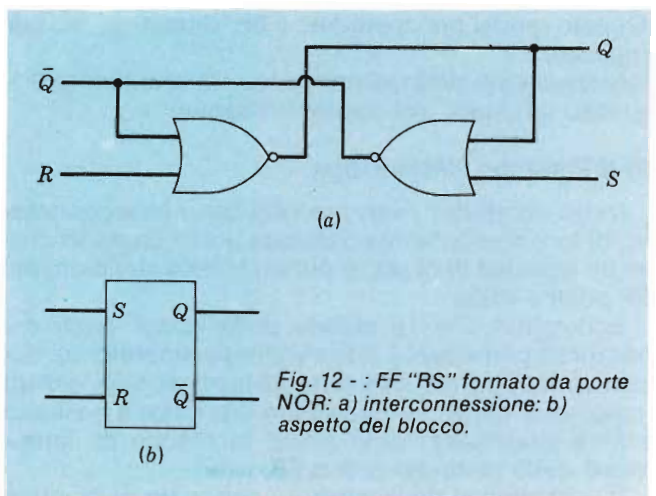 Q
Q̄
R
S
(a)
S Q
R Q̄
(b)
Fig. 12 - : FF "RS" formato da porte
NOR: a) interconnessione: b)
aspetto del blocco.